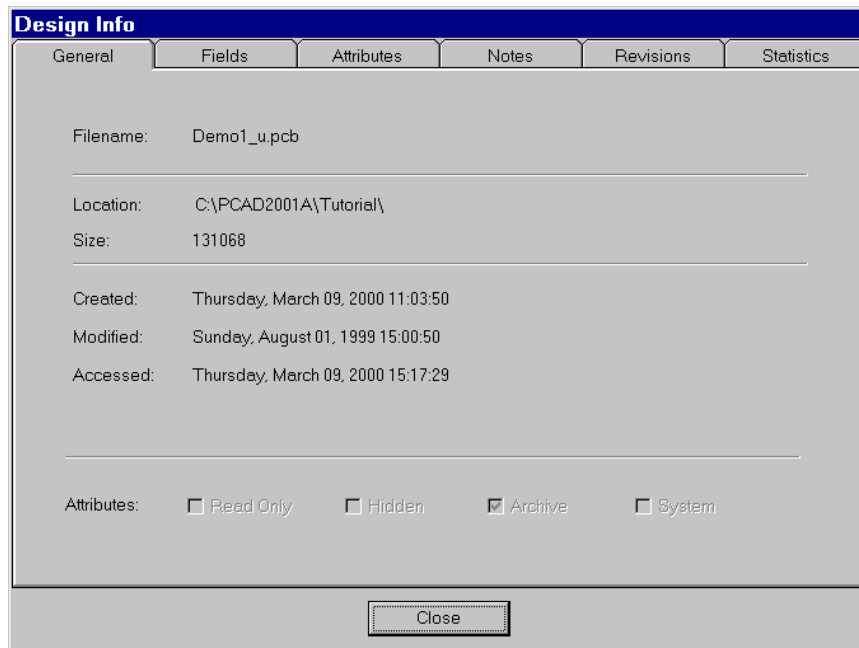 Design Info
General Fields Attributes Notes Revisions Statistics
Filename: Demo1_u.pcb
Location: C:\PCAD2001A\Tutorial\
Size: 131068
Created: Thursday, March 09, 2000 11:03:50
Modified: Sunday, August 01, 1999 15:00:50
Accessed: Thursday, March 09, 2000 15:17:29
Attributes: Read Only Hidden Archive System
Close